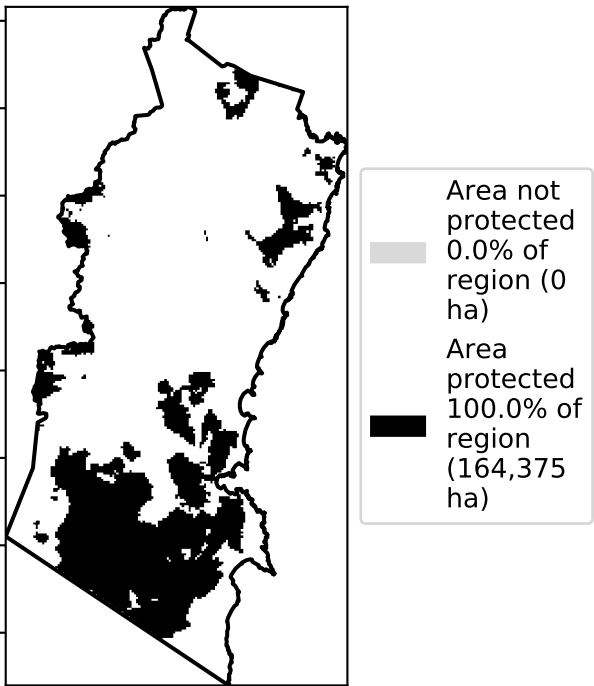 Area not
protected
0.0% of
region (0
ha)
Area
protected
100.0% of
region
(164,375
ha)